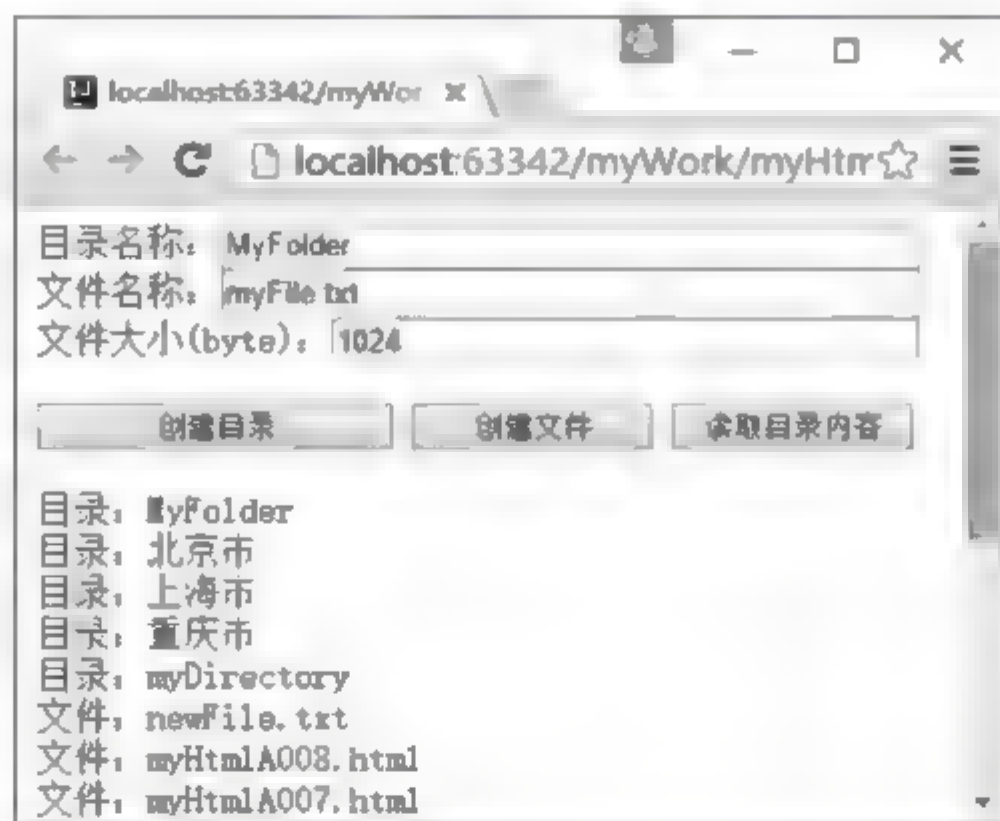 localhost:63342/myWor
localhost:63342/myWork/myHtm
目录名称： MyFolder
文件名称： myFile.txt
文件大小(byte)： 1024
创建目录 创建文件 读取目录内容
目录：MyFolder
目录：北京市
目录：上海市
目录：重庆市
目录：myDirectory
文件：newFile.txt
文件：myHtmlA008.html
文件：myHtmlA007.html